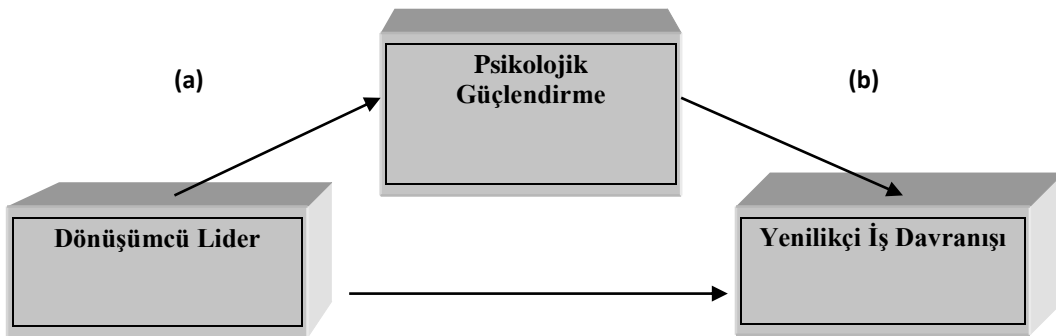 Psikolojik
Güçlendirme
(a)
(b)
Dönüşümcü Lider
Yenilikçi İş Davranışı